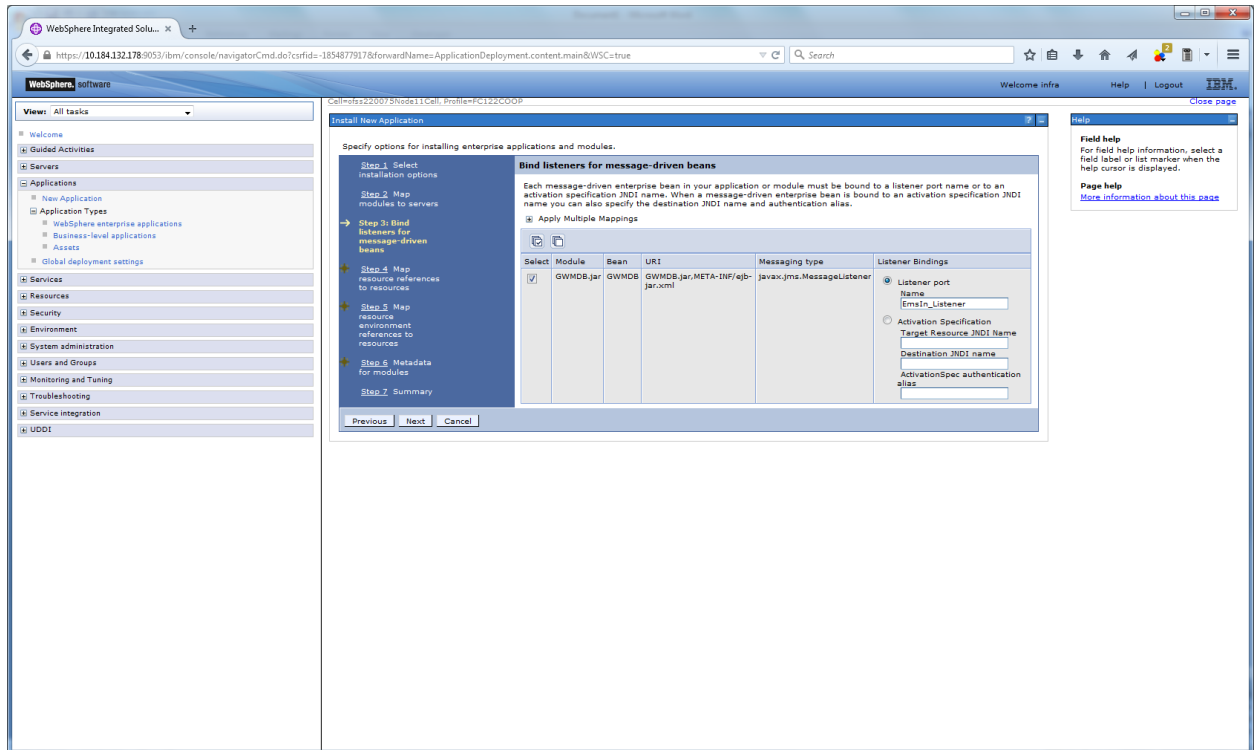 WebSphere Integrated Solu... × +
https://10.184.132.178:9053/ibm/console/navigatorCmd.do?csrfid=-1854877917&forwardName=ApplicationDeployment.content.main&WSC=true
Search
2
WebSphere. software
Welcome infra
Help | Logout
IBM.
View: All tasks
Welcome
Guided Activities
Servers
Applications
New Application
Application Types
WebSphere enterprise applications
Business-level applications
Assets
Global deployment settings
Services
Resources
Security
Environment
System administration
Users and Groups
Monitoring and Tuning
Troubleshooting
Service integration
UDDI
Cell=ofss220075Node11Cell, Profile=FC122COOP
Close page
Install New Application
Specify options for installing enterprise applications and modules.
Step 1 Select
installation options
Step 2 Map
modules to servers
Step 3: Bind
listeners for
message-driven
beans
Step 4 Map
resource references
to resources
Step 5 Map
resource
environment
references to
resources
Step 6 Metadata
for modules
Step 7 Summary
Bind listeners for message-driven beans
Each message-driven enterprise bean in your application or module must be bound to a listener port name or to an
activation specification JNDI name. When a message-driven enterprise bean is bound to an activation specification JNDI
name you can also specify the destination JNDI name and authentication alias.
Apply Multiple Mappings
Select Module Bean URI Messaging type Listener Bindings
GWMDB.jar GWMDB GWMDB.jar,META-INF/ejb-
jar.xml
javax.jms.MessageListener
Listener port
Name
EmsIn_Listener
Activation Specification
Target Resource JNDI Name
Destination JNDI name
ActivationSpec authentication
alias
Previous Next Cancel
Help
Field help
For field help information, select a
field label or list marker when the
help cursor is displayed.
Page help
More information about this page